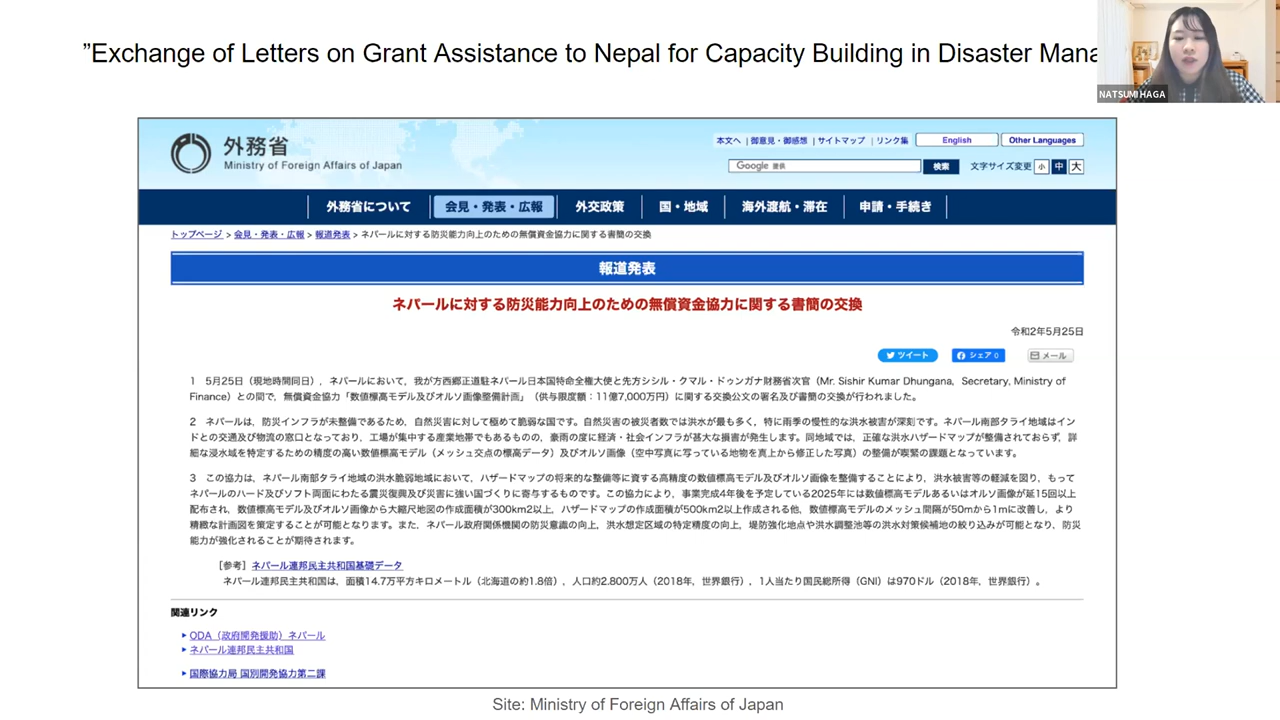 ”Exchange of Letters on Grant Assistance to Nepal for Capacity Building in Disaster Mana
NATSUMI HAGA
外務省
Ministry of Foreign Affairs of Japan
本文へ | 御意見・御感想 | サイトマップ | リンク集
English
Other Languages
Google 提供
検索
文字サイズ変更 小 中 大
外務省について
会見・発表・広報
外交政策
国・地域
海外渡航・滞在
申請・手続き
トップページ > 会見・発表・広報 > 報道発表 > ネパールに対する防災能力向上のための無償資金協力に関する書簡の交換
報道発表
ネパールに対する防災能力向上のための無償資金協力に関する書簡の交換
令和2年5月25日
ツイート
シェア 0
メール
1 5月25日（現地時間同日），ネパールにおいて，我が方西郷正道駐ネパール日本国特命全権大使と先方シシル・クマル・ドゥンガナ財務省次官（Mr. Sishir Kumar Dhungana, Secretary, Ministry of
Finance）との間で，無償資金協力「数値標高モデル及びオルソ画像整備計画」（供与限度額：11億7,000万円）に関する交換公文の署名及び書簡の交換が行われました。
2 ネパールは，防災インフラが未整備であるため，自然災害に対して極めて脆弱な国です。自然災害の被災者数では洪水が最も多く，特に雨季の慢性的な洪水被害が深刻です。ネパール南部タライ地域はイン
ドとの交通及び物流の窓口となっており，工場が集中する産業地帯でもあるものの，豪雨の度に経済・社会インフラが甚大な損害が発生します。同地域では，正確な洪水ハザードマップが整備されておらず，詳
細な浸水域を特定するための精度の高い数値標高モデル（メッシュ交点の標高データ）及びオルソ画像（空中写真に写っている地物を真上から修正した写真）の整備が喫緊の課題となっています。
3 この協力は，ネパール南部タライ地域の洪水脆弱地域において，ハザードマップの将来的な整備等に資する高精度の数値標高モデル及びオルソ画像を整備することにより，洪水被害等の軽減を図り，もって
ネパールのハード及びソフト両面にわたる震災復興及び災害に強い国づくりに寄与するものです。この協力により，事業完成4年後を予定している2025年には数値標高モデルあるいはオルソ画像が延15回以上
配布され，数値標高モデル及びオルソ画像から大縮尺地図の作成面積が300km2以上，ハザードマップの作成面積が500km2以上作成される他，数値標高モデルのメッシュ間隔が50mから1mに改善し，より
精緻な計画図を策定することが可能となります。また，ネパール政府関係機関の防災意識の向上，洪水想定区域の特定精度の向上，堤防強化地点や洪水調整池等の洪水対策候補地の絞り込みが可能となり，防災
能力が強化されることが期待されます。
［参考］ネパール連邦民主共和国基礎データ
ネパール連邦民主共和国は，面積14.7万平方キロメートル（北海道の約1.8倍），人口約2,800万人（2018年，世界銀行），1人当たり国民総所得（GNI）は970ドル（2018年，世界銀行）。
関連リンク
ODA（政府開発援助）ネパール
ネパール連邦民主共和国
国際協力局 国別開発協力第二課
Site: Ministry of Foreign Affairs of Japan